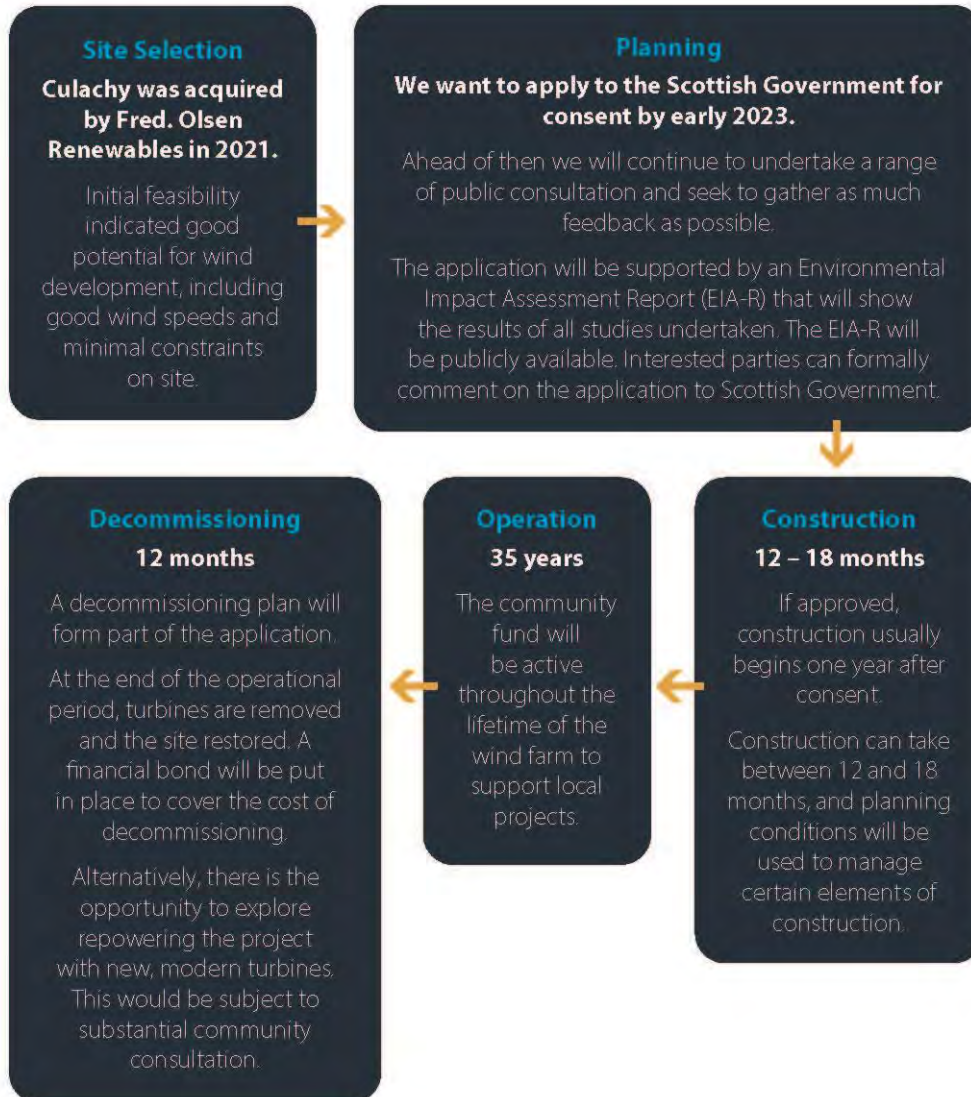 Site Selection
Culachy was acquired
by Fred. Olsen
Renewables in 2021.
Initial feasibility
indicated good
potential for wind
development, including
good wind speeds and
minimal constraints
on site.
Planning
We want to apply to the Scottish Government for
consent by early 2023.
Ahead of then we will continue to undertake a range
of public consultation and seek to gather as much
feedback as possible.
The application will be supported by an Environmental
Impact Assessment Report (EIA-R) that will show
the results of all studies undertaken. The EIA-R will
be publicly available. Interested parties can formally
comment on the application to Scottish Government.
Construction
12 – 18 months
If approved,
construction usually
begins one year after
consent.
Construction can take
between 12 and 18
months, and planning
conditions will be
used to manage
certain elements of
construction.
Operation
35 years
The community
fund will
be active
throughout the
lifetime of the
wind farm to
support local
projects.
Decommissioning
12 months
A decommissioning plan will
form part of the application.
At the end of the operational
period, turbines are removed
and the site restored. A
financial bond will be put
in place to cover the cost of
decommissioning.
Alternatively, there is the
opportunity to explore
repowering the project
with new, modern turbines.
This would be subject to
substantial community
consultation.